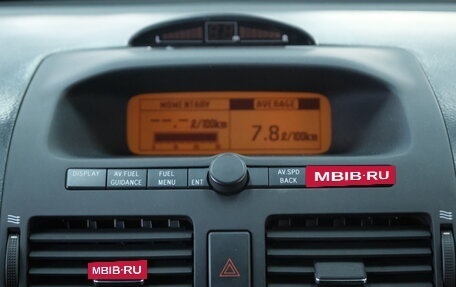 MOMENTARY AVERAGE
--.- ℓ/100km 7.8 ℓ/100km
DISPLAY AV.FUEL GUIDANCE FUEL MENU ENT AV.SPD BACK MBIB·RU
MBIB·RU